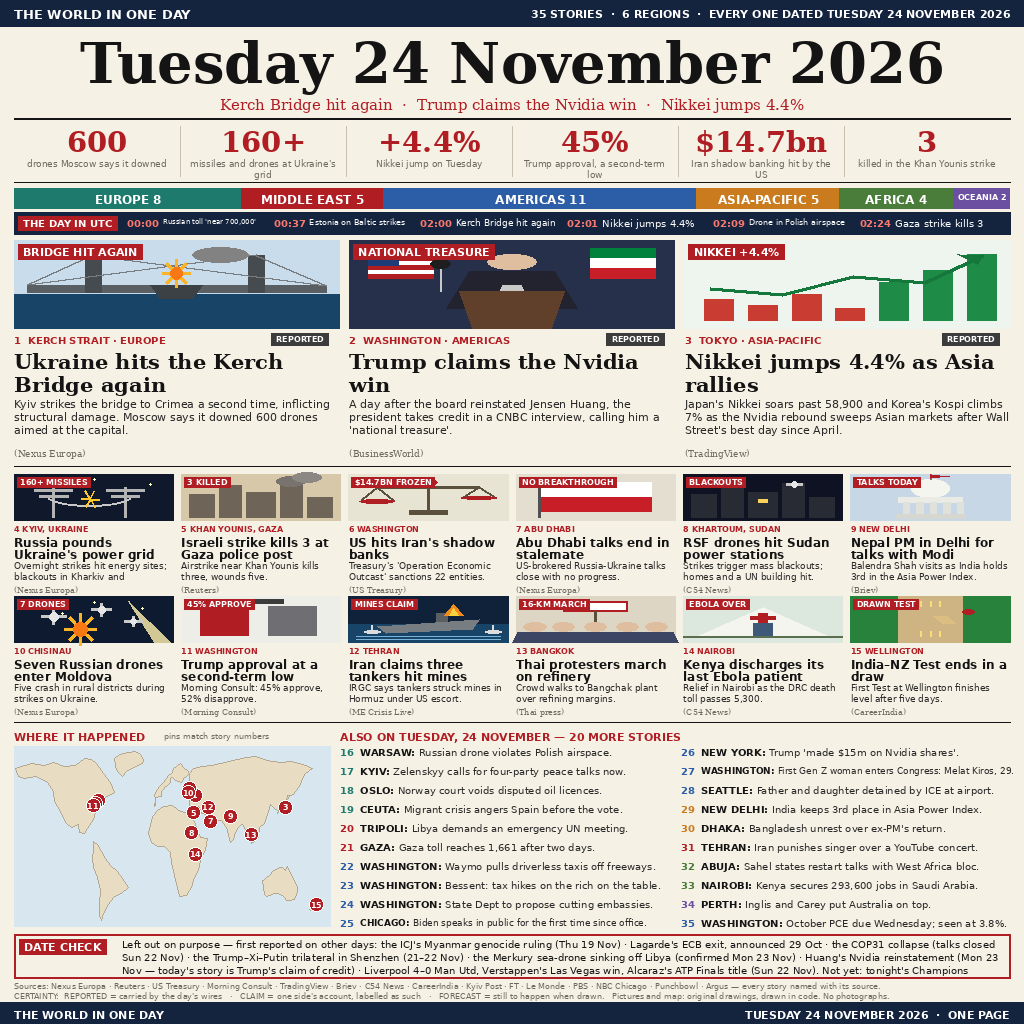 THE WORLD IN ONE DAY
35 STORIES · 6 REGIONS · EVERY ONE DATED TUESDAY 24 NOVEMBER 2026
Tuesday 24 November 2026
Kerch Bridge hit again · Trump claims the Nvidia win · Nikkei jumps 4.4%
600
drones Moscow says it downed
160+
missiles and drones at Ukraine's
grid
+4.4%
Nikkei jump on Tuesday
45%
Trump approval, a second-term
low
$14.7bn
Iran shadow banking hit by the
US
3
killed in the Khan Younis strike
EUROPE 8
MIDDLE EAST 5
AMERICAS 11
ASIA-PACIFIC 5
AFRICA 4
OCEANIA 2
THE DAY IN UTC
00:00 Russian toll 'near 700,000'
00:37 Estonia on Baltic strikes
02:00 Kerch Bridge hit again
02:01 Nikkei jumps 4.4%
02:09 Drone in Polish airspace
02:24 Gaza strike kills 3
BRIDGE HIT AGAIN
1 KERCH STRAIT · EUROPE
REPORTED
Ukraine hits the Kerch
Bridge again
Kyiv strikes the bridge to Crimea a second time, inflicting
structural damage. Moscow says it downed 600 drones
aimed at the capital.
(Nexus Europa)
NATIONAL TREASURE
2 WASHINGTON · AMERICAS
REPORTED
Trump claims the Nvidia
win
A day after the board reinstated Jensen Huang, the
president takes credit in a CNBC interview, calling him a
'national treasure'.
(BusinessWorld)
NIKKEI +4.4%
3 TOKYO · ASIA-PACIFIC
REPORTED
Nikkei jumps 4.4% as Asia
rallies
Japan's Nikkei soars past 58,900 and Korea's Kospi climbs
7% as the Nvidia rebound sweeps Asian markets after Wall
Street's best day since April.
(TradingView)
160+ MISSILES
4 KYIV, UKRAINE
Russia pounds
Ukraine's power grid
Overnight strikes hit energy sites;
blackouts in Kharkiv and
(Nexus Europa)
3 KILLED
5 KHAN YOUNIS, GAZA
Israeli strike kills 3 at
Gaza police post
Airstrike near Khan Younis kills
three, wounds five.
(Reuters)
$14.7BN FROZEN
6 WASHINGTON
US hits Iran's shadow
banks
Treasury's 'Operation Economic
Outcast' sanctions 22 entities.
(US Treasury)
NO BREAKTHROUGH
7 ABU DHABI
Abu Dhabi talks end in
stalemate
US-brokered Russia-Ukraine talks
close with no progress.
(Nexus Europa)
BLACKOUTS
8 KHARTOUM, SUDAN
RSF drones hit Sudan
power stations
Strikes trigger mass blackouts;
homes and a UN building hit.
(C54 News)
TALKS TODAY
9 NEW DELHI
Nepal PM in Delhi for
talks with Modi
Balendra Shah visits as India holds
3rd in the Asia Power Index.
(Briev)
7 DRONES
10 CHISINAU
Seven Russian drones
enter Moldova
Five crash in rural districts during
strikes on Ukraine.
(Nexus Europa)
45% APPROVE
11 WASHINGTON
Trump approval at a
second-term low
Morning Consult: 45% approve,
52% disapprove.
(Morning Consult)
MINES CLAIM
12 TEHRAN
Iran claims three
tankers hit mines
IRGC says tankers struck mines in
Hormuz under US escort.
(ME Crisis Live)
16-KM MARCH
13 BANGKOK
Thai protesters march
on refinery
Crowd walks to Bangchak plant
over refining margins.
(Thai press)
EBOLA OVER
14 NAIROBI
Kenya discharges its
last Ebola patient
Relief in Nairobi as the DRC death
toll passes 5,300.
(C54 News)
DRAWN TEST
15 WELLINGTON
India–NZ Test ends in a
draw
First Test at Wellington finishes
level after five days.
(CareerIndia)
WHERE IT HAPPENED
pins match story numbers
10
11
12
5
7
9
3
8
13
14
15
ALSO ON TUESDAY, 24 NOVEMBER — 20 MORE STORIES
16 WARSAW: Russian drone violates Polish airspace.
17 KYIV: Zelenskyy calls for four-party peace talks now.
18 OSLO: Norway court voids disputed oil licences.
19 CEUTA: Migrant crisis angers Spain before the vote.
20 TRIPOLI: Libya demands an emergency UN meeting.
21 GAZA: Gaza toll reaches 1,661 after two days.
22 WASHINGTON: Waymo pulls driverless taxis off freeways.
23 WASHINGTON: Bessent: tax hikes on the rich on the table.
24 WASHINGTON: State Dept to propose cutting embassies.
25 CHICAGO: Biden speaks in public for the first time since office.
26 NEW YORK: Trump 'made $15m on Nvidia shares'.
27 WASHINGTON: First Gen Z woman enters Congress: Melat Kiros, 29.
28 SEATTLE: Father and daughter detained by ICE at airport.
29 NEW DELHI: India keeps 3rd place in Asia Power Index.
30 DHAKA: Bangladesh unrest over ex-PM's return.
31 TEHRAN: Iran punishes singer over a YouTube concert.
32 ABUJA: Sahel states restart talks with West Africa bloc.
33 NAIROBI: Kenya secures 293,600 jobs in Saudi Arabia.
34 PERTH: Inglis and Carey put Australia on top.
35 WASHINGTON: October PCE due Wednesday; seen at 3.8%.
DATE CHECK
Left out on purpose — first reported on other days: the ICJ's Myanmar genocide ruling (Thu 19 Nov) · Lagarde's ECB exit, announced 29 Oct · the COP31 collapse (talks closed
Sun 22 Nov) · the Trump–Xi–Putin trilateral in Shenzhen (21–22 Nov) · the Merkury sea-drone sinking off Libya (confirmed Mon 23 Nov) · Huang's Nvidia reinstatement (Mon 23
Nov — today's story is Trump's claim of credit) · Liverpool 4–0 Man Utd, Verstappen's Las Vegas win, Alcaraz's ATP Finals title (Sun 22 Nov). Not yet: tonight's Champions
Sources: Nexus Europa · Reuters · US Treasury · Morning Consult · TradingView · Briev · C54 News · CareerIndia · Kyiv Post · FT · Le Monde · PBS · NBC Chicago · Punchbowl · Argus — every story named with its source.
CERTAINTY: REPORTED = carried by the day's wires · CLAIM = one side's account, labelled as such · FORECAST = still to happen when drawn. Pictures and map: original drawings, drawn in code. No photographs.
THE WORLD IN ONE DAY
TUESDAY 24 NOVEMBER 2026 · ONE PAGE